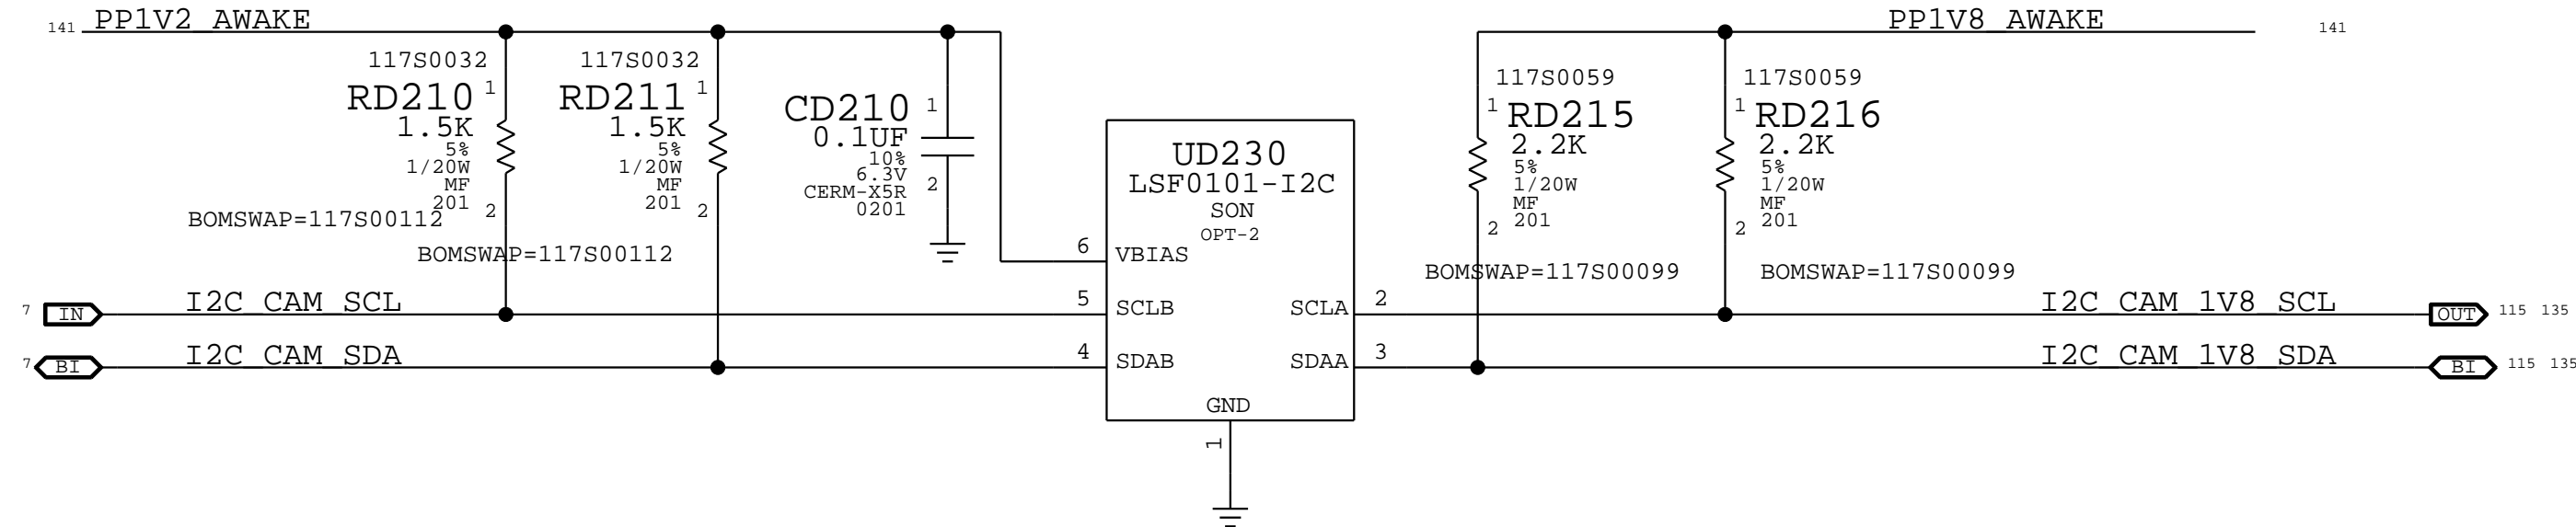 141 PP1V2_AWAKE
PP1V8_AWAKE 141
117S0032
1
RD210
1.5K
5%
1/20W
MF
201
2
BOMSWAP=117S00112
117S0032
1
RD211
1.5K
5%
1/20W
MF
201
2
BOMSWAP=117S00112
CD210
1
0.1UF
10%
6.3V
CERM-X5R
0201
2
UD230
LSF0101-I2C
SON
OPT-2
6 VBIAS
5 SCLB
SCLA 2
4 SDAB
SDAA 3
GND
1
117S0059
1
RD215
2.2K
5%
1/20W
MF
201
2
BOMSWAP=117S00099
117S0059
1
RD216
2.2K
5%
1/20W
MF
201
2
BOMSWAP=117S00099
7 IN I2C_CAM_SCL
I2C_CAM_1V8_SCL OUT 115 135
7 BI I2C_CAM_SDA
I2C_CAM_1V8_SDA BI 115 135